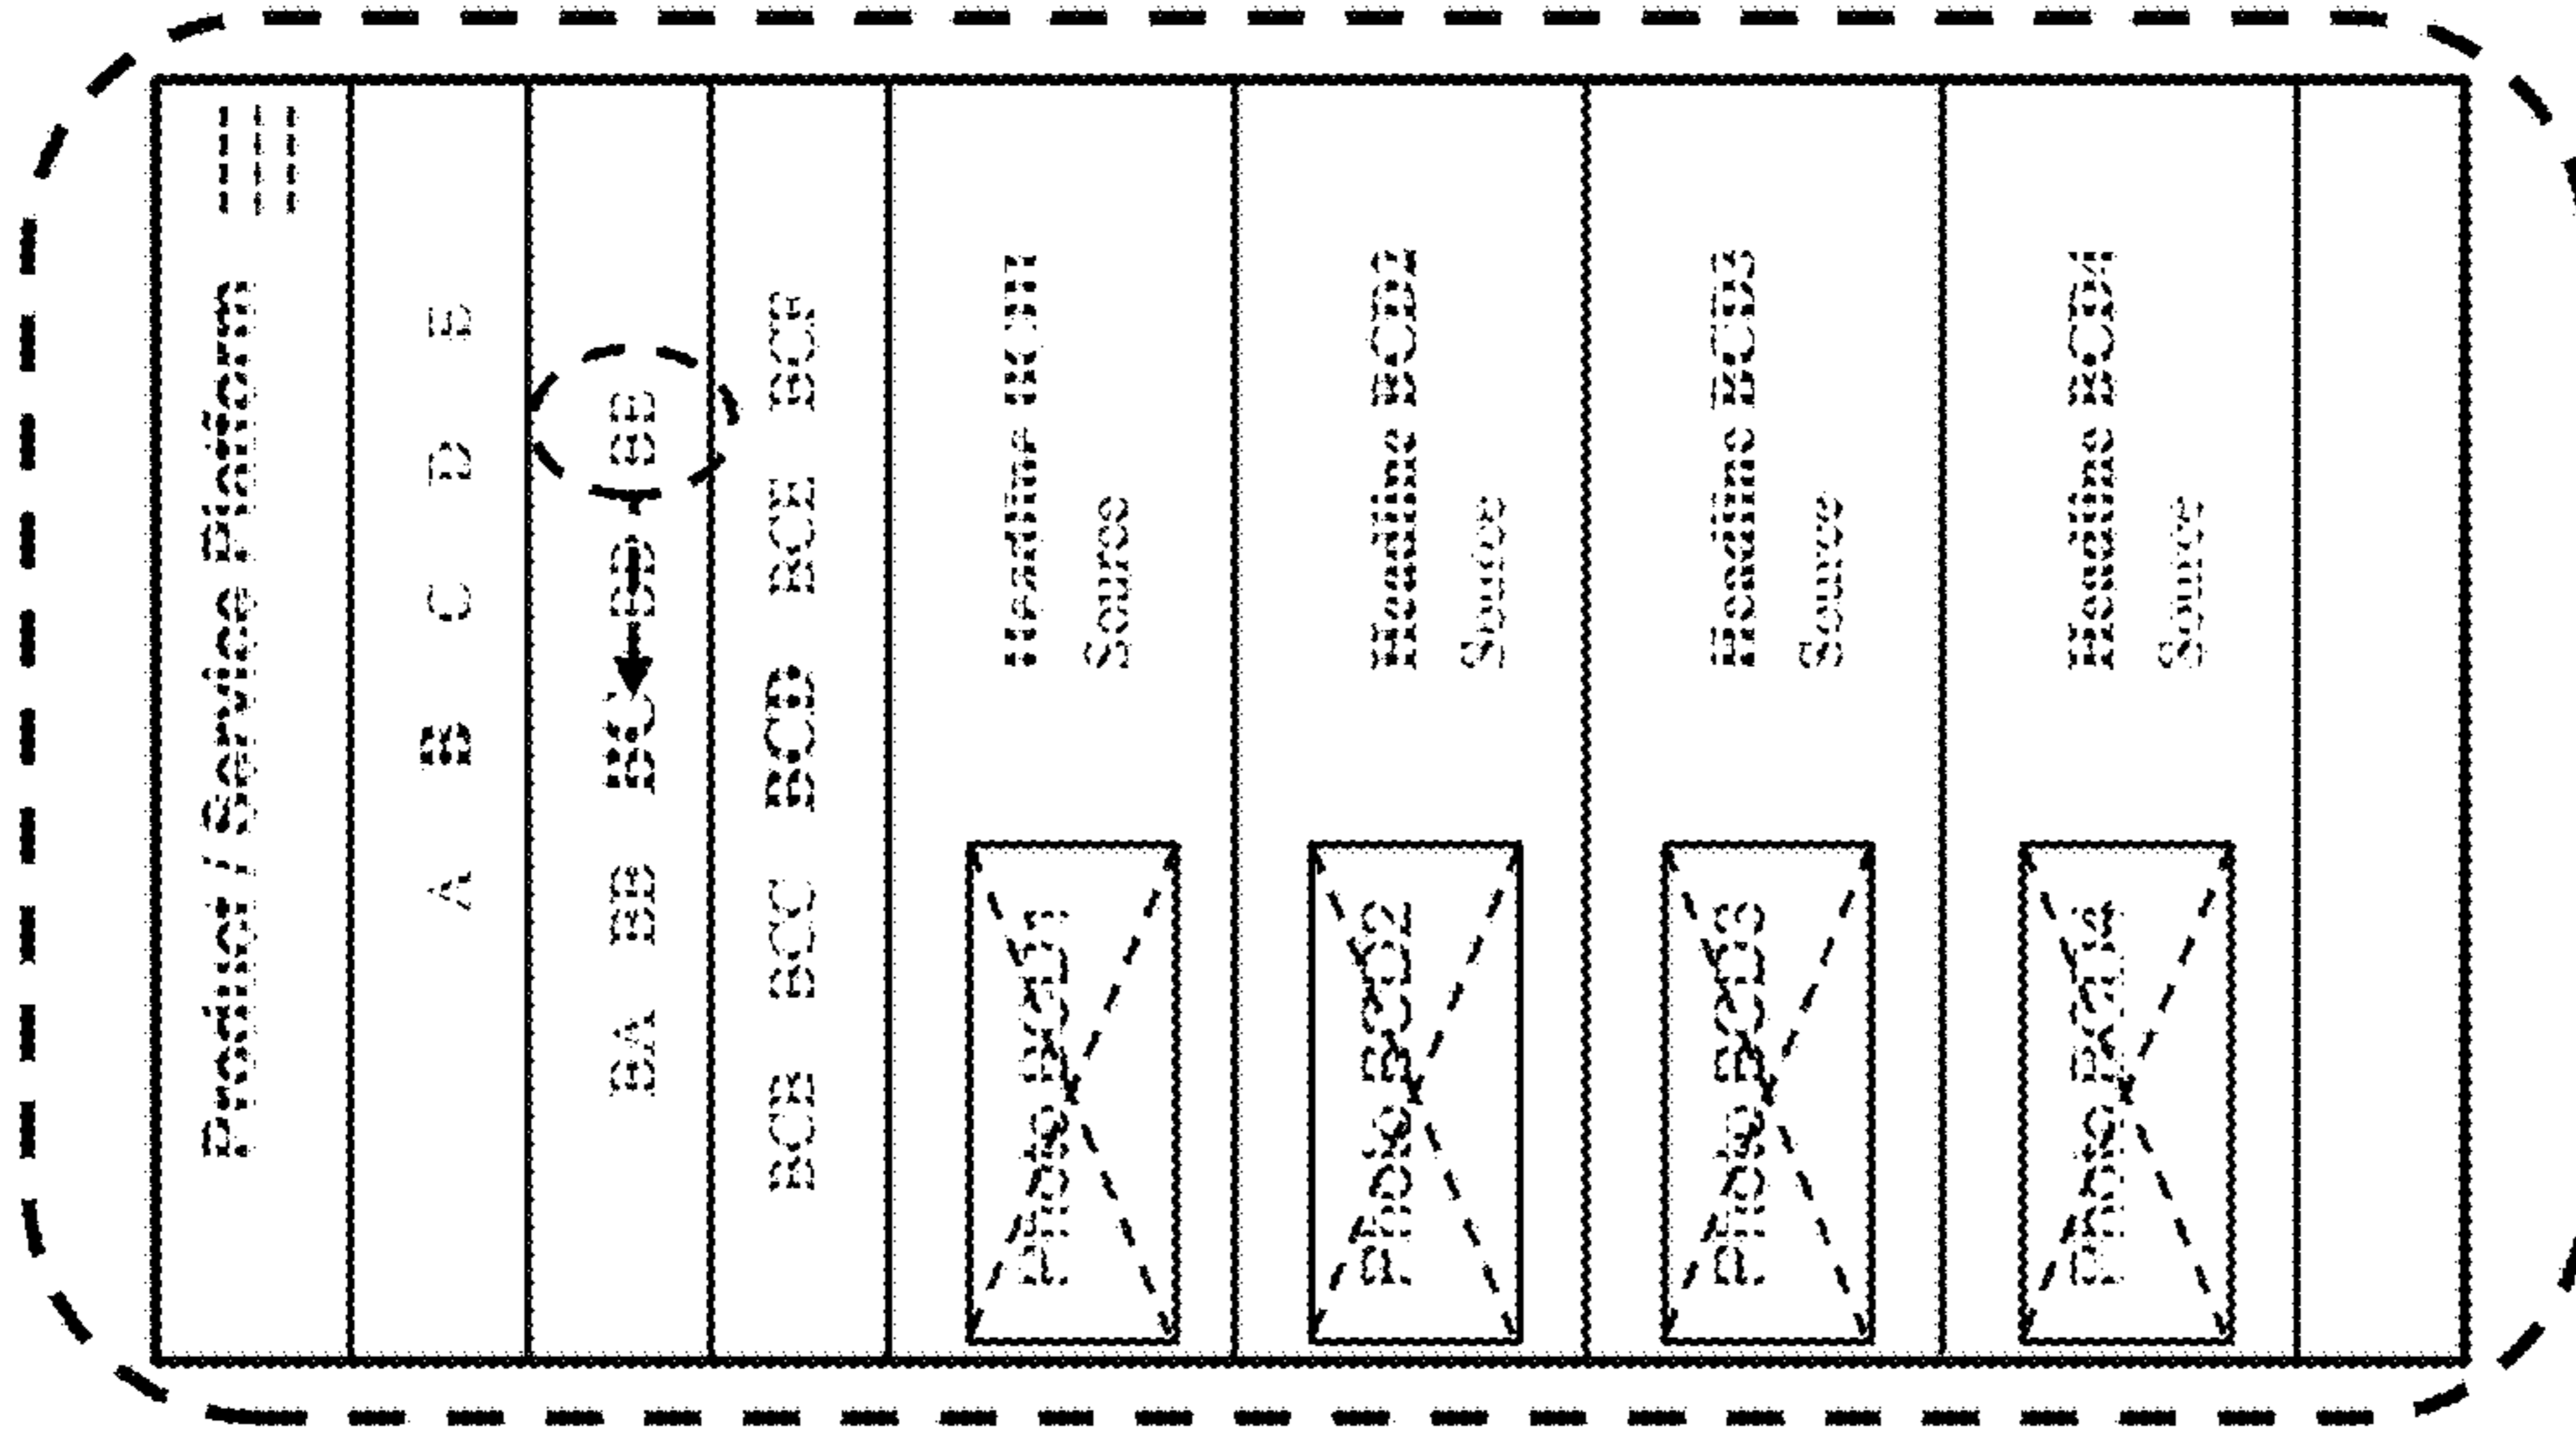 Product / Service Platform
A B C D E
BA BB BC BD BE
BCB BCC BCD BCE BCF
Photo BCD1
Headline BCD1
Source
Photo BCD2
Headline BCD2
Source
Photo BCD3
Headline BCD3
Source
Photo BCD4
Headline BCD4
Source